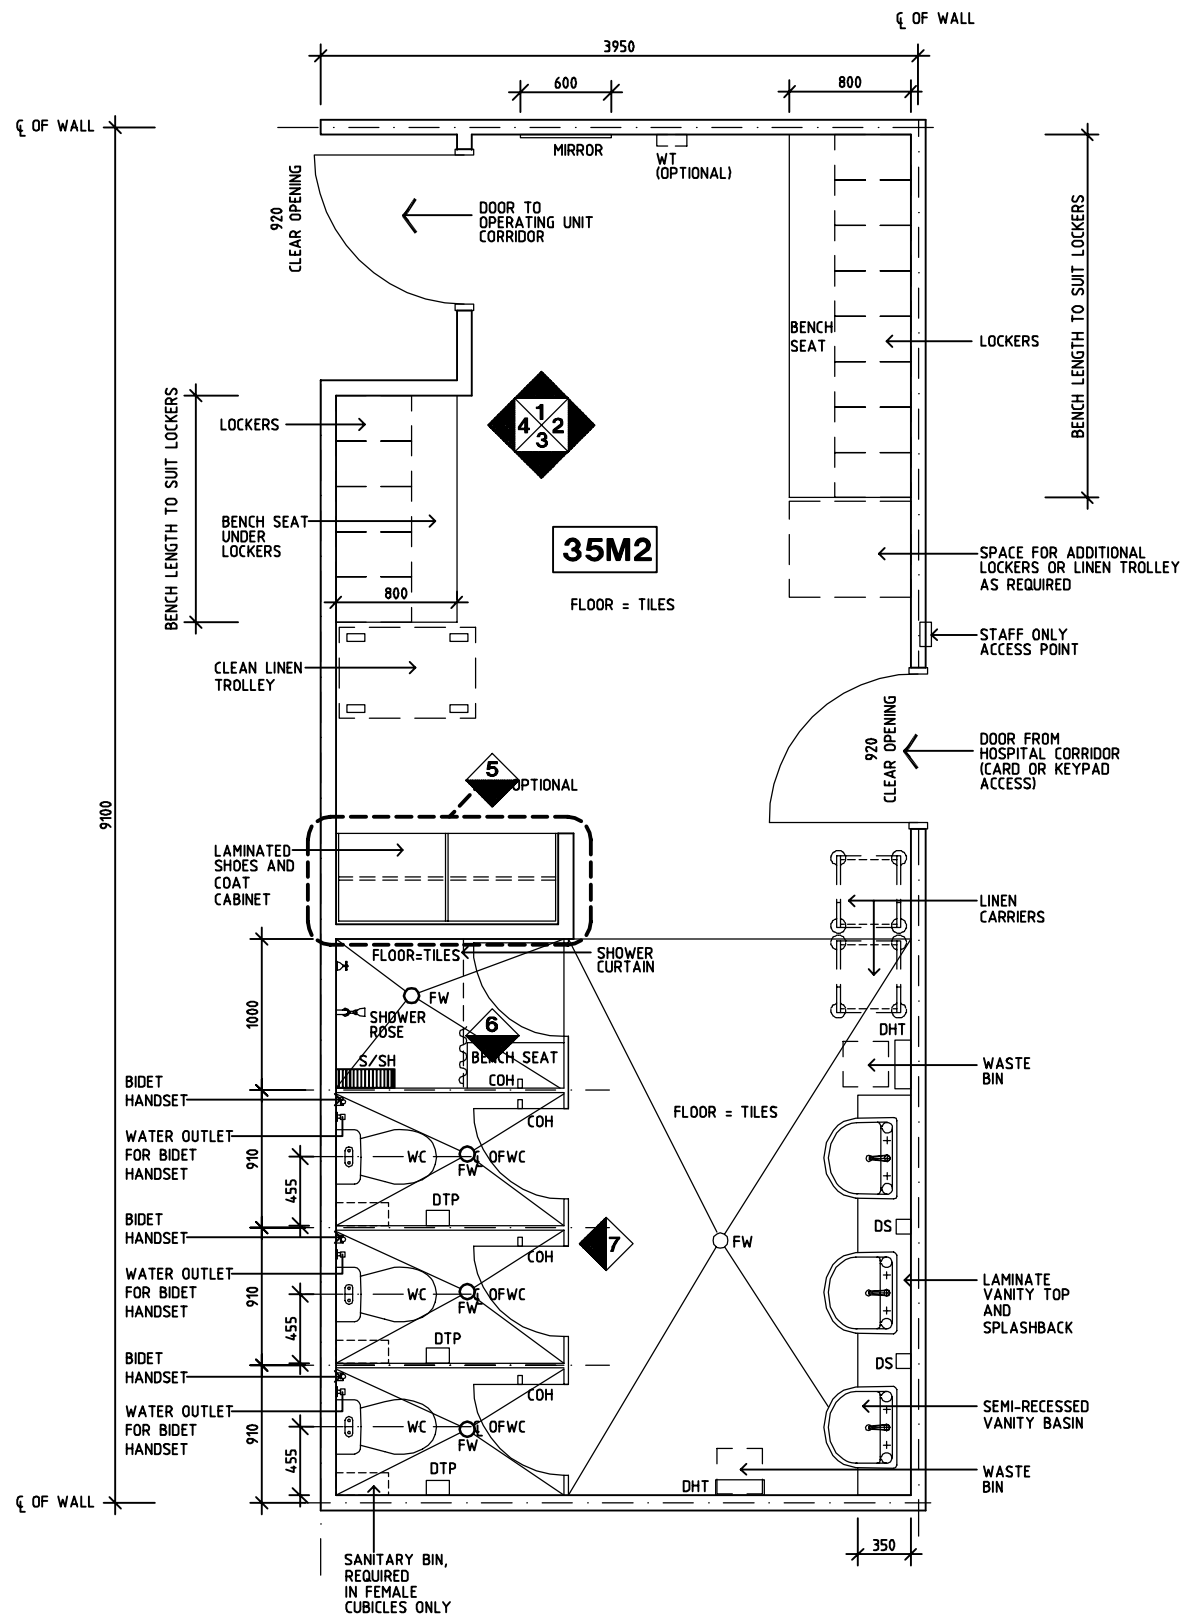 ℄ OF WALL
3950
600
800
℄ OF WALL
MIRROR
WT
(OPTIONAL)
920
CLEAR OPENING
DOOR TO
OPERATING UNIT
CORRIDOR
BENCH LENGTH TO SUIT LOCKERS
BENCH
SEAT
LOCKERS
BENCH LENGTH TO SUIT LOCKERS
LOCKERS
1
4 2
3
BENCH SEAT
UNDER
LOCKERS
35M2
SPACE FOR ADDITIONAL
LOCKERS OR LINEN TROLLEY
AS REQUIRED
800
FLOOR = TILES
STAFF ONLY
ACCESS POINT
CLEAN LINEN
TROLLEY
920
CLEAR OPENING
DOOR FROM
HOSPITAL CORRIDOR
(CARD OR KEYPAD
ACCESS)
5
OPTIONAL
9100
LAMINATED
SHOES AND
COAT
CABINET
LINEN
CARRIERS
FLOOR=TILES
SHOWER
CURTAIN
FW
1000
SHOWER
ROSE
6
DHT
S/SH
BENCH SEAT
WASTE
BIN
COH
BIDET
HANDSET
COH
FLOOR = TILES
WATER OUTLET
FOR BIDET
HANDSET
910
455
WC
℄ OFWC
FW
DTP
BIDET
HANDSET
DS
7
COH
FW
WATER OUTLET
FOR BIDET
HANDSET
910
455
WC
℄ OFWC
FW
LAMINATE
VANITY TOP
AND
SPLASHBACK
DTP
BIDET
HANDSET
DS
COH
WATER OUTLET
FOR BIDET
HANDSET
910
455
WC
℄ OFWC
FW
SEMI-RECESSED
VANITY BASIN
DTP
DHT
WASTE
BIN
℄ OF WALL
350
SANITARY BIN,
REQUIRED
IN FEMALE
CUBICLES ONLY